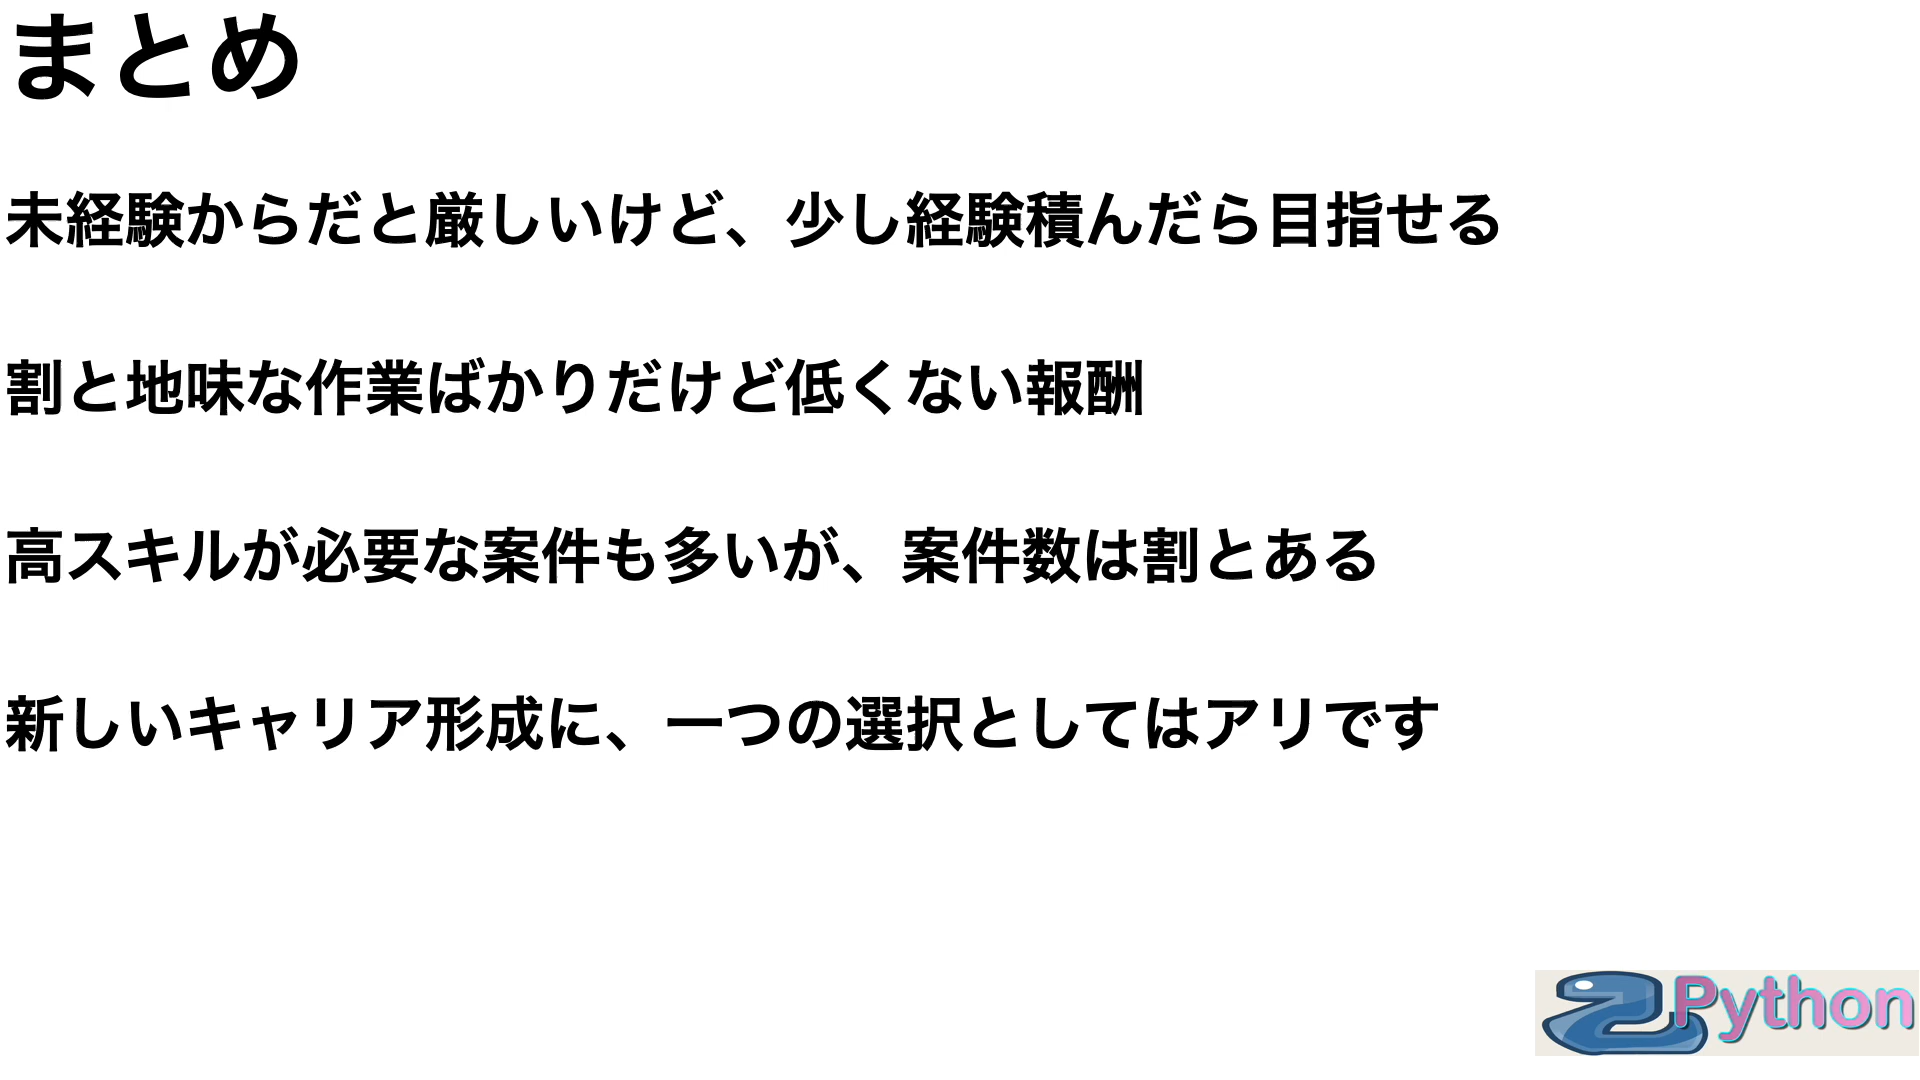 まとめ
未経験からだと厳しいけど、少し経験積んだら目指せる
割と地味な作業ばかりだけど低くない報酬
高スキルが必要な案件も多いが、案件数は割とある
新しいキャリア形成に、一つの選択としてはアリです
Python